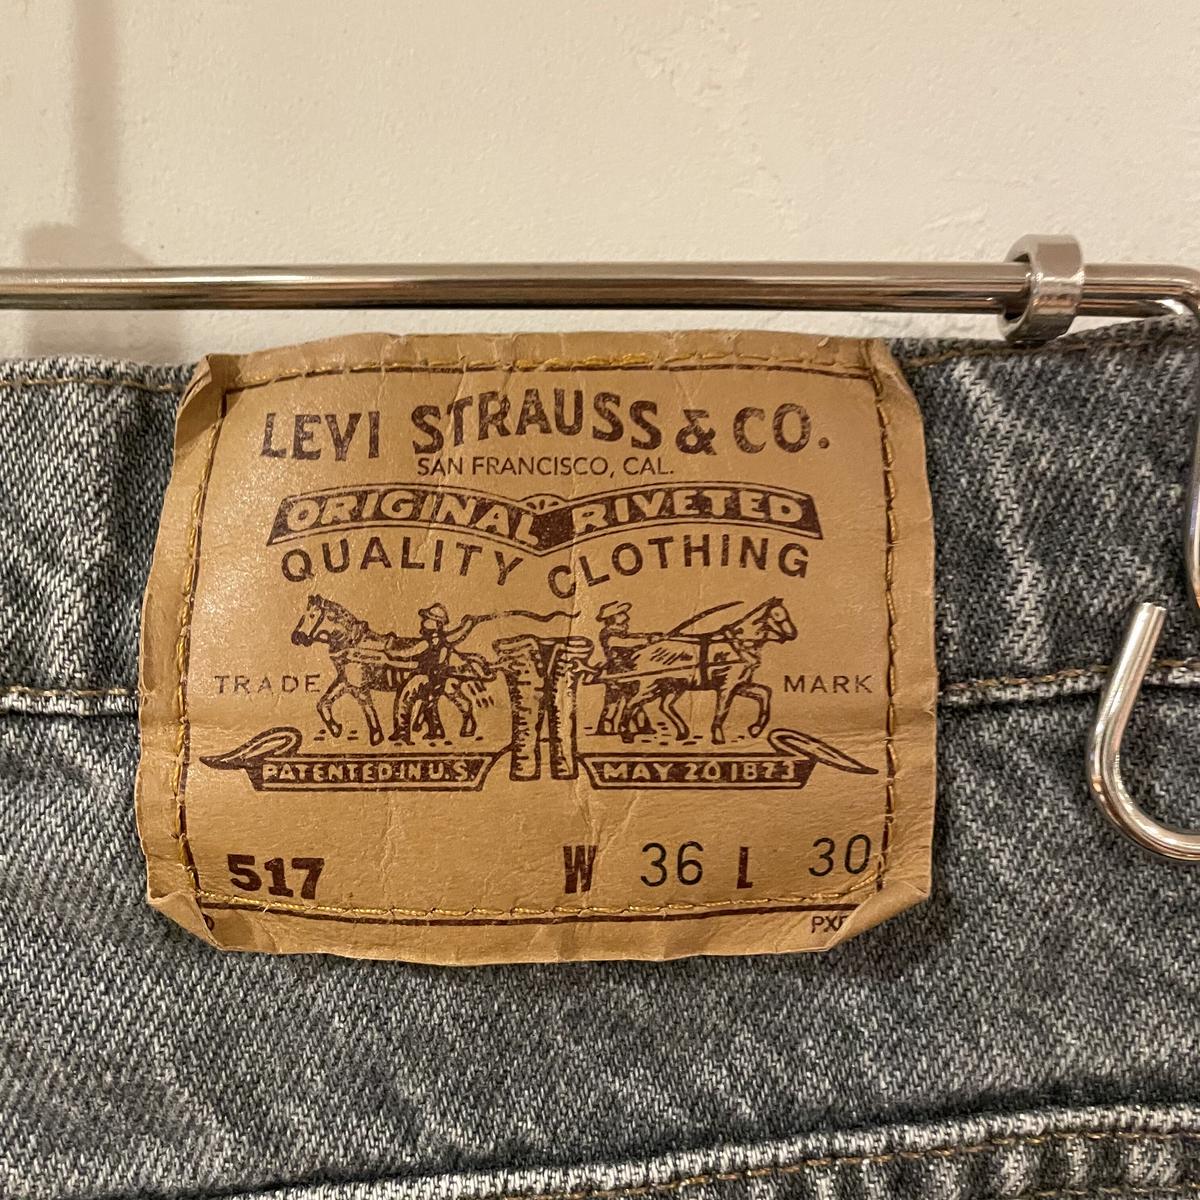 LEVI STRAUSS & CO.
SAN FRANCISCO, CAL.
ORIGINAL RIVETED
QUALITY CLOTHING
TRADE MARK
PATENTED IN U.S. MAY 20 1873
517 W 36 L 30